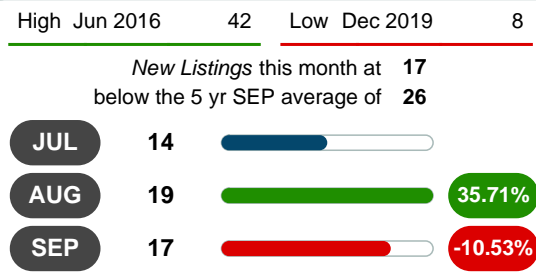 High Jun 2016 42 Low Dec 2019 8
New Listings this month at 17
below the 5 yr SEP average of 26
JUL 14
AUG 19 35.71%
SEP 17 -10.53%